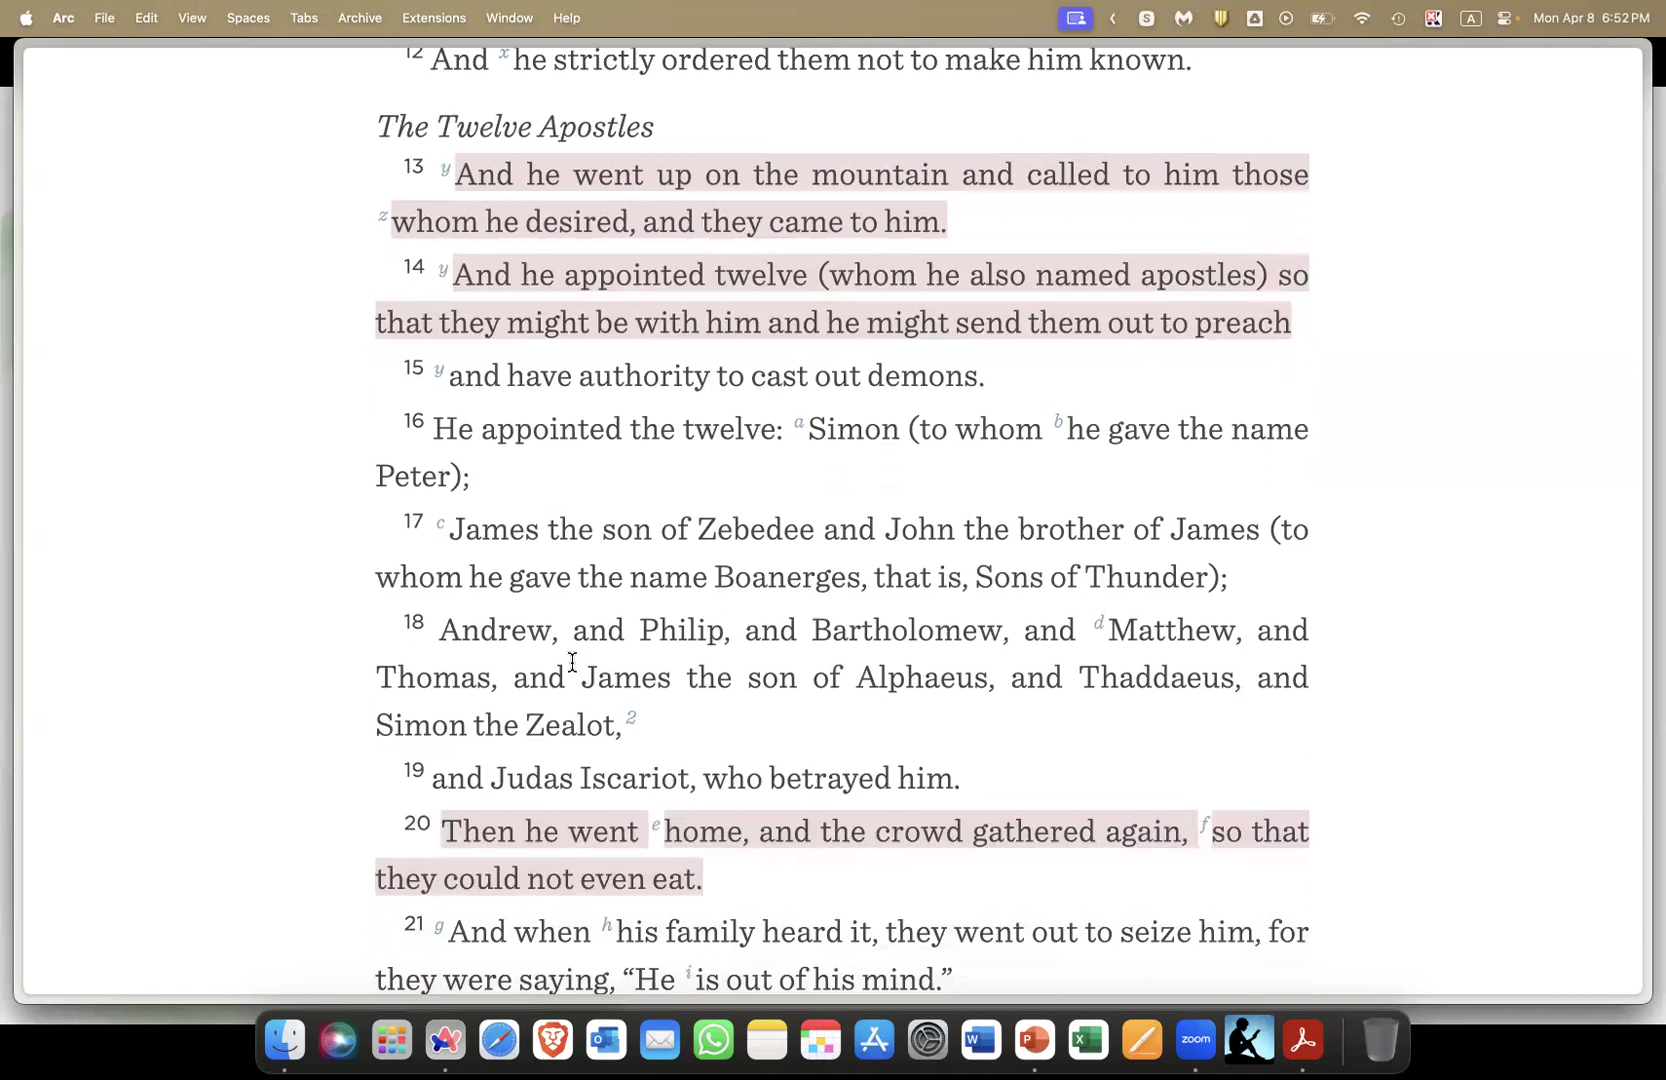 Arc File Edit View Spaces Tabs Archive Extensions Window Help Mon Apr 8 6:52 PM
12 And x he strictly ordered them not to make him known.
The Twelve Apostles
13 y And he went up on the mountain and called to him those
z whom he desired, and they came to him.
14 y And he appointed twelve (whom he also named apostles) so
that they might be with him and he might send them out to preach
15 y and have authority to cast out demons.
16 He appointed the twelve: a Simon (to whom b he gave the name
Peter);
17 c James the son of Zebedee and John the brother of James (to
whom he gave the name Boanerges, that is, Sons of Thunder);
18 Andrew, and Philip, and Bartholomew, and d Matthew, and
Thomas, and James the son of Alphaeus, and Thaddaeus, and
Simon the Zealot, 2
19 and Judas Iscariot, who betrayed him.
20 Then he went e home, and the crowd gathered again, f so that
they could not even eat.
21 g And when h his family heard it, they went out to seize him, for
they were saying, “He i is out of his mind.”
zoom